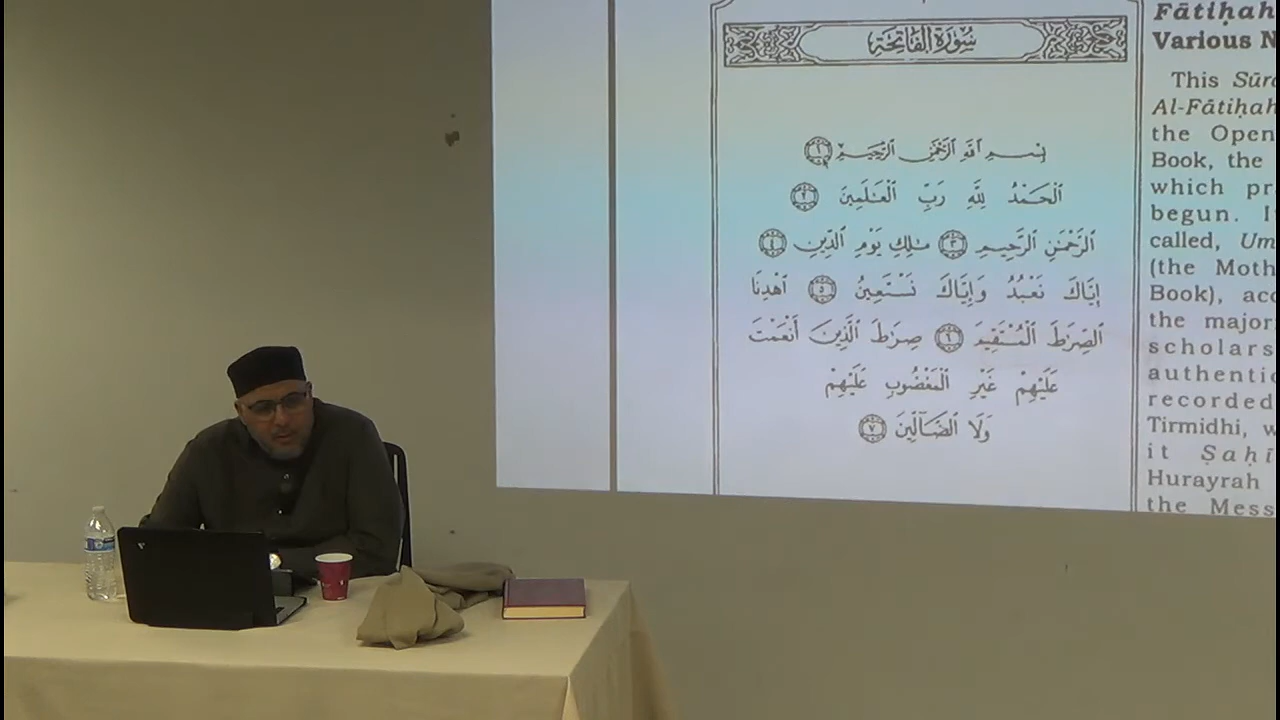 سُورَةُ الفَاتِحَةِ
بِسْمِ ٱللَّهِ ٱلرَّحْمَٰنِ ٱلرَّحِيمِ ١
ٱلْحَمْدُ لِلَّهِ رَبِّ ٱلْعَٰلَمِينَ ٢
ٱلرَّحْمَٰنِ ٱلرَّحِيمِ ٣ مَٰلِكِ يَوْمِ ٱلدِّينِ ٤
إِيَّاكَ نَعْبُدُ وَإِيَّاكَ نَسْتَعِينُ ٥ ٱهْدِنَا
ٱلصِّرَٰطَ ٱلْمُسْتَقِيمَ ٦ صِرَٰطَ ٱلَّذِينَ أَنْعَمْتَ
عَلَيْهِمْ غَيْرِ ٱلْمَغْضُوبِ عَلَيْهِمْ
وَلَا ٱلضَّآلِّينَ ٧
Fātiḥah
Various N
This Sūra
Al-Fātiḥah
the Open
Book, the
which pr
begun. I
called, Um
(the Moth
Book), acc
the major
scholars
authentic
recorded
Tirmidhi, w
it Ṣaḥī
Hurayrah
the Mess